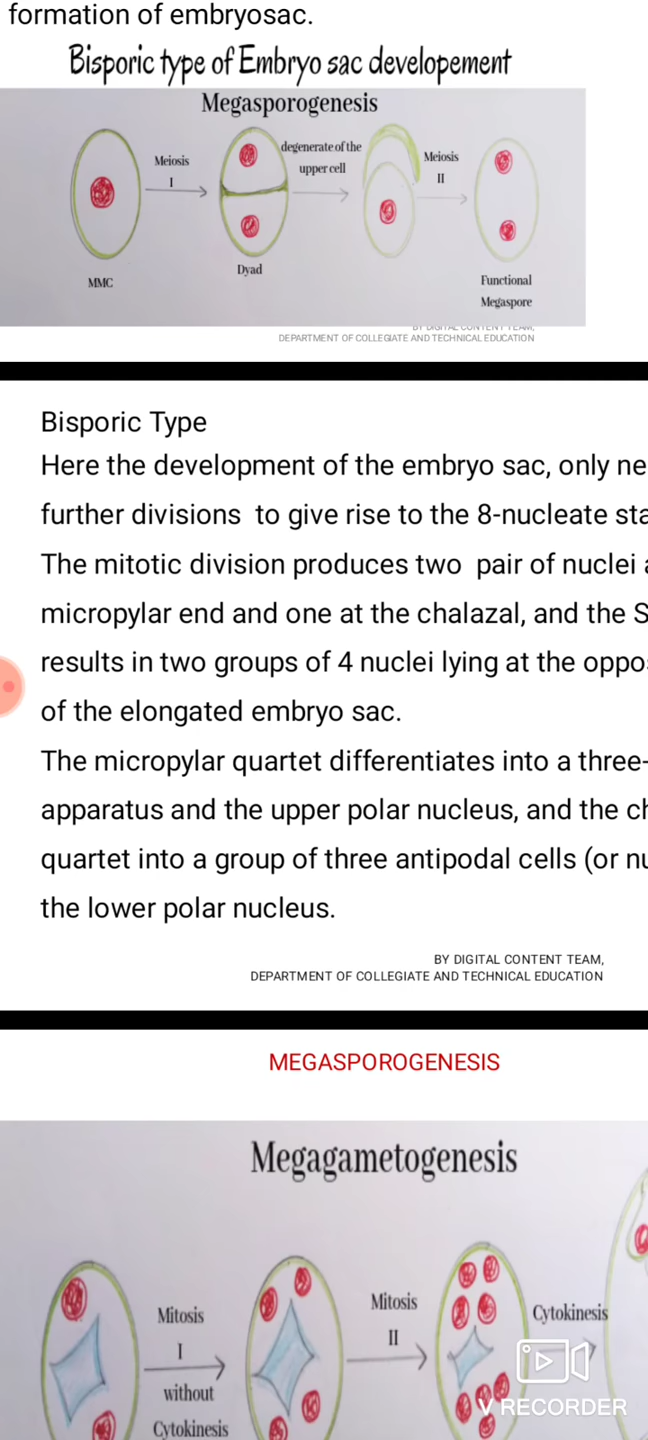 formation of embryosac.
Bisporic type of Embryo sac developement
Megasporogenesis
Meiosis
I
degenerate of the
upper cell
Meiosis
II
MMC
Dyad
Functional
Megaspore
BY DIGITAL CONTENT TEAM,
DEPARTMENT OF COLLEGIATE AND TECHNICAL EDUCATION
Bisporic Type
Here the development of the embryo sac, only ne
further divisions to give rise to the 8-nucleate sta
The mitotic division produces two pair of nuclei
micropylar end and one at the chalazal, and the S
results in two groups of 4 nuclei lying at the oppo
of the elongated embryo sac.
The micropylar quartet differentiates into a three-
apparatus and the upper polar nucleus, and the ch
quartet into a group of three antipodal cells (or nu
the lower polar nucleus.
BY DIGITAL CONTENT TEAM,
DEPARTMENT OF COLLEGIATE AND TECHNICAL EDUCATION
MEGASPOROGENESIS
Megagametogenesis
Mitosis
I
without
Cytokinesis
Mitosis
II
Cytokinesis
V RECORDER